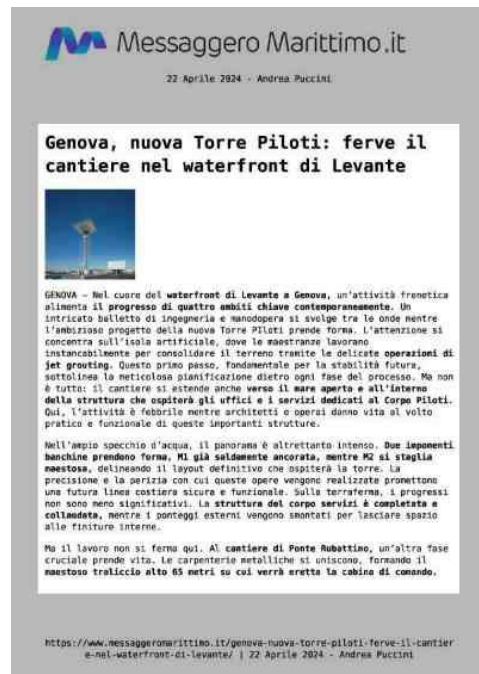 Messaggero Marittimo.it
22 Aprile 2024 - Andrea Puccini
Genova, nuova Torre Piloti: ferve il
cantiere nel waterfront di Levante
GENOVA – Nel cuore del waterfront di Levante a Genova, un'attività frenetica
alimenta il progresso di quattro ambiti chiave contemporaneamente. Un
intricato balletto di ingegneria e manodopera si svolge tra le onde mentre
l'ambizioso progetto della nuova Torre Piloti prende forma. L'attenzione si
concentra sull'isola artificiale, dove le maestranze lavorano
instancabilmente per consolidare il terreno tramite le delicate operazioni di
jet grouting. Questo primo passo, fondamentale per la stabilità futura,
sottolinea la meticolosa pianificazione dietro ogni fase del processo. Ma non
è tutto: il cantiere si estende anche verso il mare aperto e all'interno
della struttura che ospiterà gli uffici e i servizi dedicati al Corpo Piloti.
Qui, l'attività è febbrile mentre architetti e operai danno vita al volto
pratico e funzionale di queste importanti strutture.
Nell'ampio specchio d'acqua, il panorama è altrettanto intenso. Due imponenti
banchine prendono forma, M1 già saldamente ancorata, mentre M2 si staglia
maestosa, delineando il layout definitivo che ospiterà la torre. La
precisione e la perizia con cui queste opere vengono realizzate promettono
una futura linea costiera sicura e funzionale. Sulla terraferma, i progressi
non sono meno significativi. La struttura del corpo servizi è completata e
collaudata, mentre i ponteggi esterni vengono smontati per lasciare spazio
alle finiture interne.
Ma il lavoro non si ferma qui. Al cantiere di Ponte Rubattino, un'altra fase
cruciale prende vita. Le carpenterie metalliche si uniscono, formando il
maestoso traliccio alto 65 metri su cui verrà eretta la cabina di comando.
https://www.messaggeromarittimo.it/genova-nuova-torre-piloti-ferve-il-cantier
e-nel-waterfront-di-levante/ | 22 Aprile 2024 - Andrea Puccini